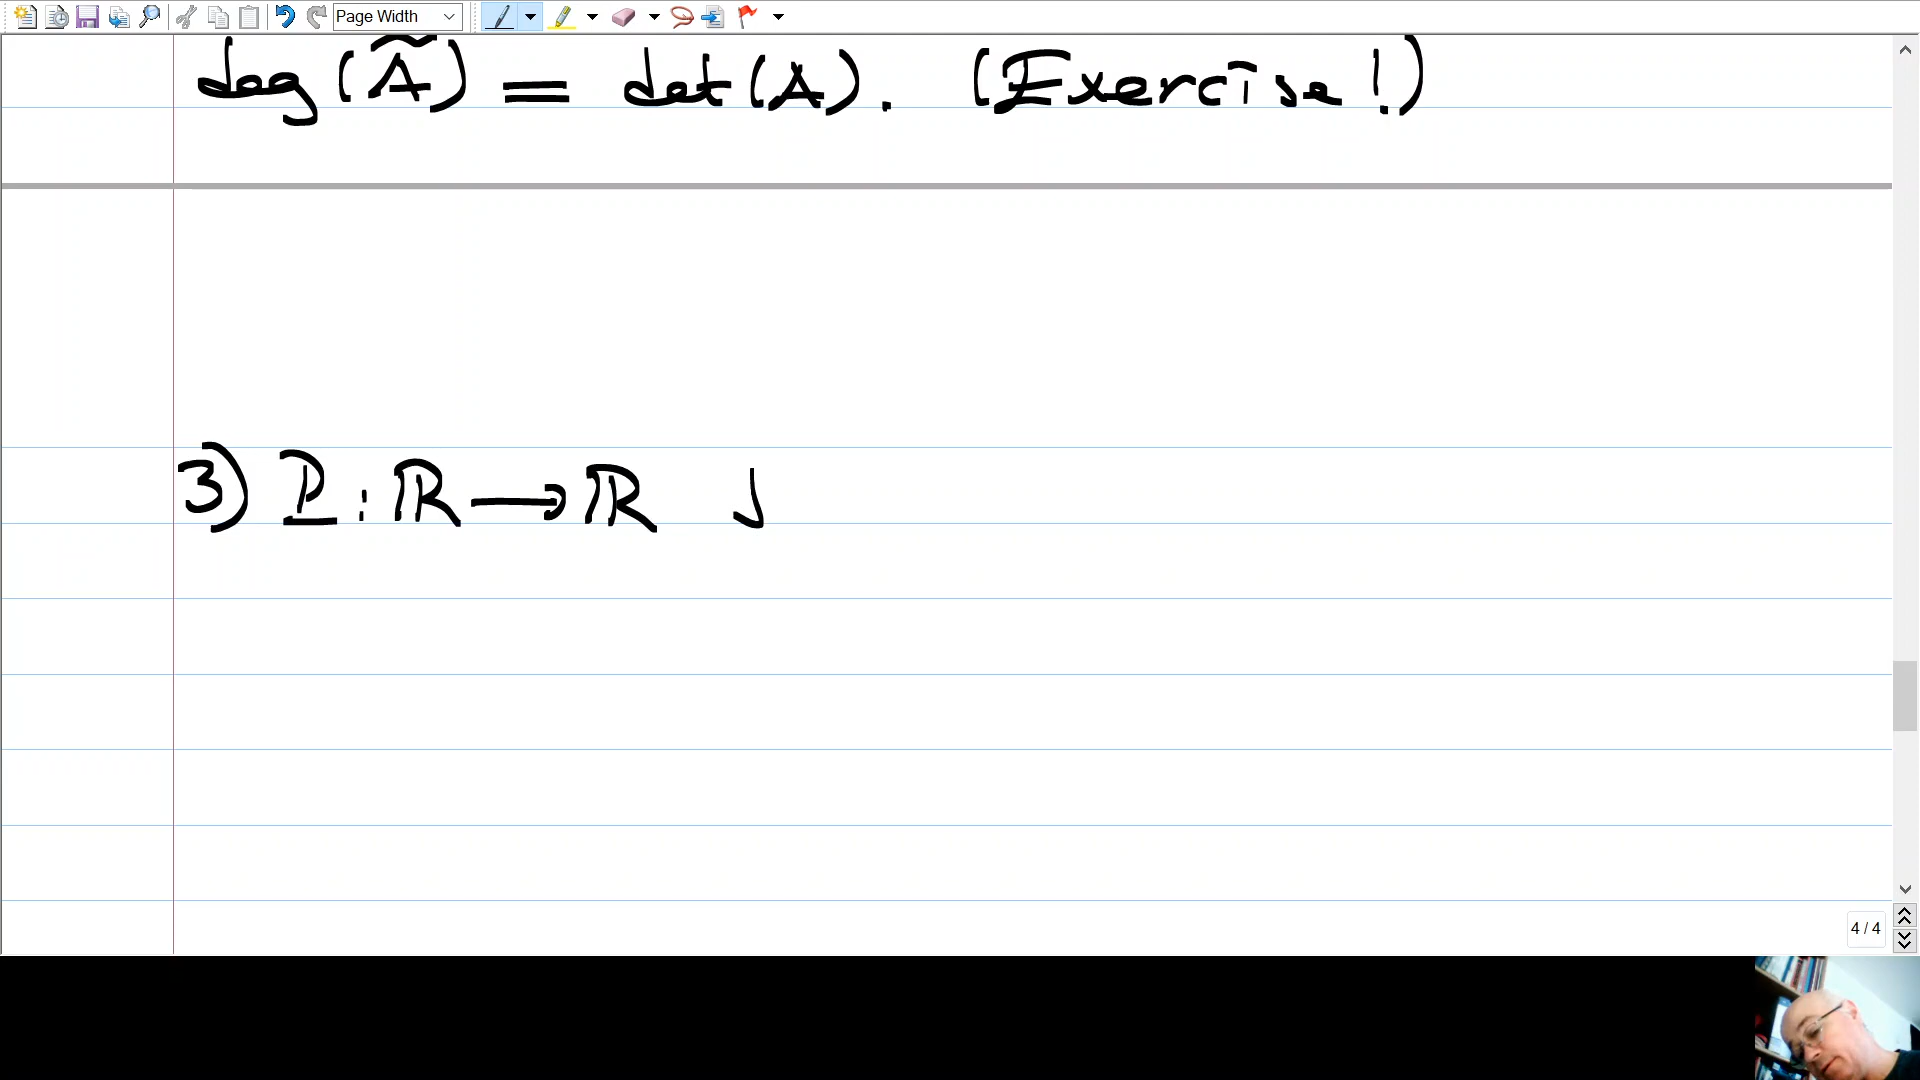 Page Width
deg(Ã) = det(A). (Exercise!)
3) P : ℝ ⟶ ℝ
4 / 4